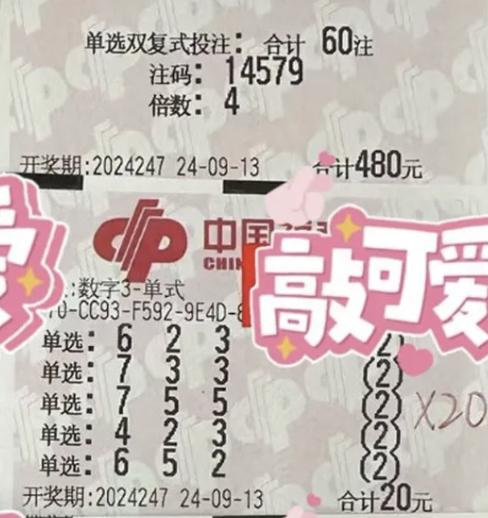 单选双复式投注: 合计 60注
注码: 14579
倍数: 4
开奖期:2024247 24-09-13 合计480元
中国
CHIN
敲可爱
爱
:数字3-单式
70-CC93-F592-9E4D-
单选: 6 2 3 (2)
单选: 7 3 3 (2)
单选: 7 5 5 (2) X20
单选: 4 2 3 (2)
单选: 6 5 2 (2)
开奖期:2024247 24-09-13 合计20元